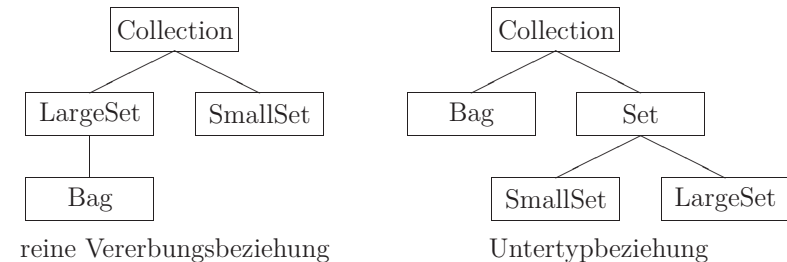 Collection
LargeSet
SmallSet
Bag
reine Vererbungsbeziehung
Collection
Bag
Set
SmallSet
LargeSet
Untertypbeziehung